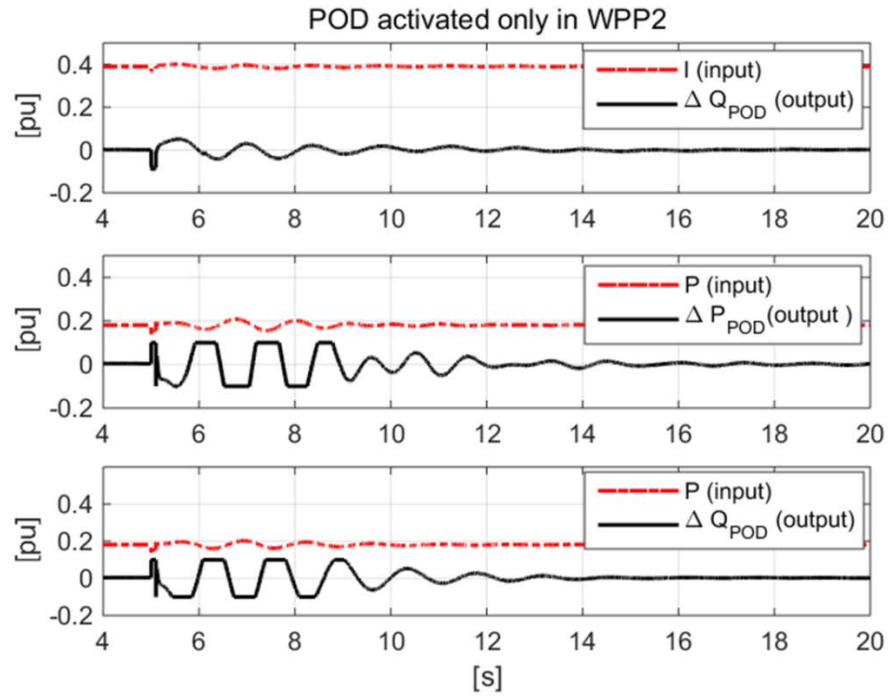 POD activated only in WPP2
[pu]
0.4
0.2
0
-0.2
I (input)
Δ Q_POD (output)
4 6 8 10 12 14 16 18 20
[pu]
0.4
0.2
0
-0.2
P (input)
Δ P_POD(output )
4 6 8 10 12 14 16 18 20
[pu]
0.4
0.2
0
-0.2
P (input)
Δ Q_POD (output)
4 6 8 10 12 14 16 18 20
[s]